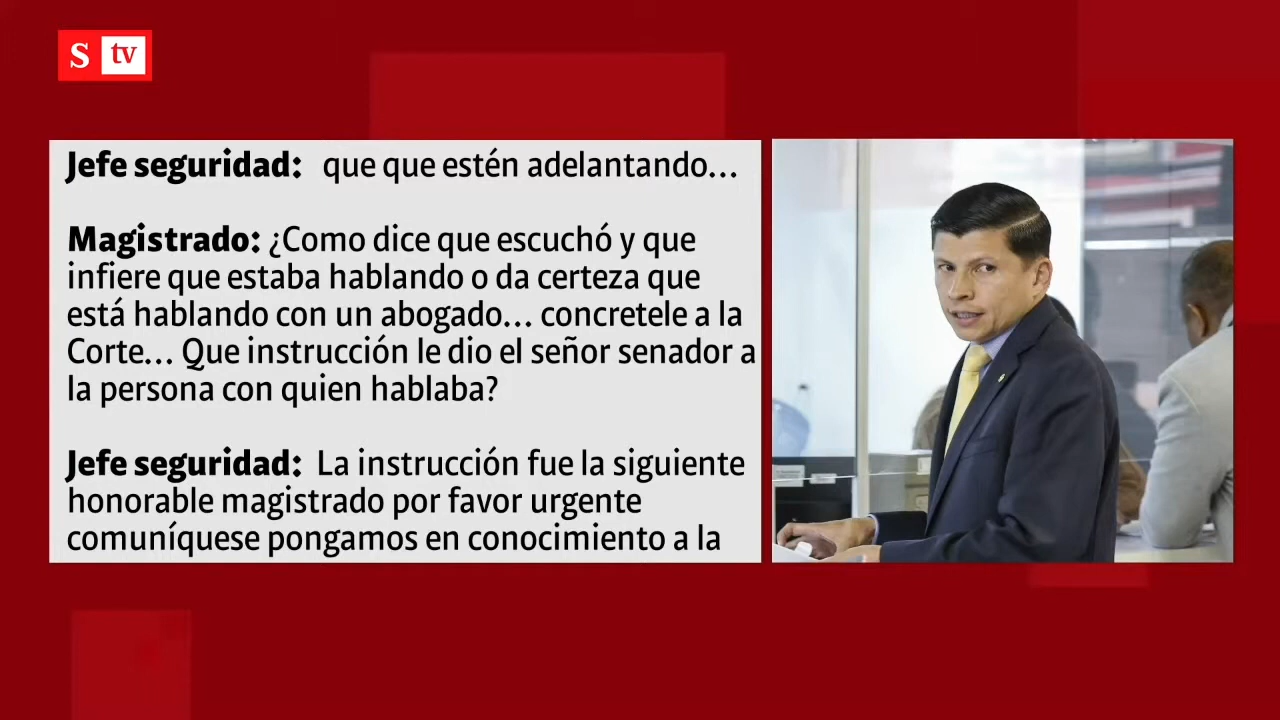 S tv
Jefe seguridad: que que estén adelantando...
Magistrado: ¿Como dice que escuchó y que
infiere que estaba hablando o da certeza que
está hablando con un abogado... concretele a la
Corte... Que instrucción le dio el señor senador a
la persona con quien hablaba?
Jefe seguridad: La instrucción fue la siguiente
honorable magistrado por favor urgente
comuníquese pongamos en conocimiento a la